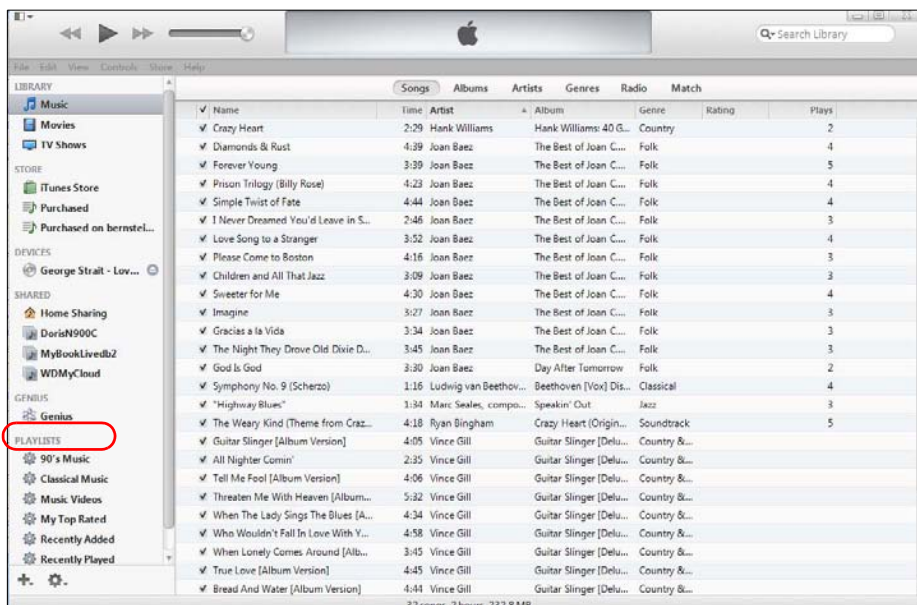 Search Library
File Edit View Controls Store Help
LIBRARY
Music
Movies
TV Shows
STORE
iTunes Store
Purchased
Purchased on bernstei...
DEVICES
George Strait - Lov...
SHARED
Home Sharing
DorisN900C
MyBookLivedb2
WDMyCloud
GENIUS
Genius
PLAYLISTS
90's Music
Classical Music
Music Videos
My Top Rated
Recently Added
Recently Played
Songs Albums Artists Genres Radio Match
Name Time Artist Album Genre Rating Plays
Crazy Heart 2:29 Hank Williams Hank Williams: 40 G... Country 2
Diamonds & Rust 4:39 Joan Baez The Best of Joan C.... Folk 4
Forever Young 3:39 Joan Baez The Best of Joan C.... Folk 5
Prison Trilogy (Billy Rose) 4:23 Joan Baez The Best of Joan C.... Folk 4
Simple Twist of Fate 4:44 Joan Baez The Best of Joan C.... Folk 4
I Never Dreamed You'd Leave in S... 2:46 Joan Baez The Best of Joan C.... Folk 3
Love Song to a Stranger 3:52 Joan Baez The Best of Joan C.... Folk 4
Please Come to Boston 4:16 Joan Baez The Best of Joan C.... Folk 3
Children and All That Jazz 3:09 Joan Baez The Best of Joan C.... Folk 3
Sweeter for Me 4:30 Joan Baez The Best of Joan C.... Folk 4
Imagine 3:27 Joan Baez The Best of Joan C.... Folk 3
Gracias a la Vida 3:34 Joan Baez The Best of Joan C.... Folk 3
The Night They Drove Old Dixie D... 3:45 Joan Baez The Best of Joan C.... Folk 3
God Is God 3:30 Joan Baez Day After Tomorrow Folk 2
Symphony No. 9 (Scherzo) 1:16 Ludwig van Beethov... Beethoven [Vox] Dis... Classical 4
"Highway Blues" 1:34 Marc Seales, compo... Speakin' Out Jazz 3
The Weary Kind (Theme from Craz... 4:18 Ryan Bingham Crazy Heart (Origin... Soundtrack 5
Guitar Slinger [Album Version] 4:05 Vince Gill Guitar Slinger [Delu... Country &...
All Nighter Comin' 2:35 Vince Gill Guitar Slinger [Delu... Country &...
Tell Me Fool [Album Version] 4:06 Vince Gill Guitar Slinger [Delu... Country &...
Threaten Me With Heaven [Album... 5:32 Vince Gill Guitar Slinger [Delu... Country &...
When The Lady Sings The Blues [A... 4:34 Vince Gill Guitar Slinger [Delu... Country &...
Who Wouldn't Fall In Love With Y... 4:58 Vince Gill Guitar Slinger [Delu... Country &...
When Lonely Comes Around [Alb... 3:45 Vince Gill Guitar Slinger [Delu... Country &...
True Love [Album Version] 4:45 Vince Gill Guitar Slinger [Delu... Country &...
Bread And Water [Album Version] 4:44 Vince Gill Guitar Slinger [Delu... Country &...